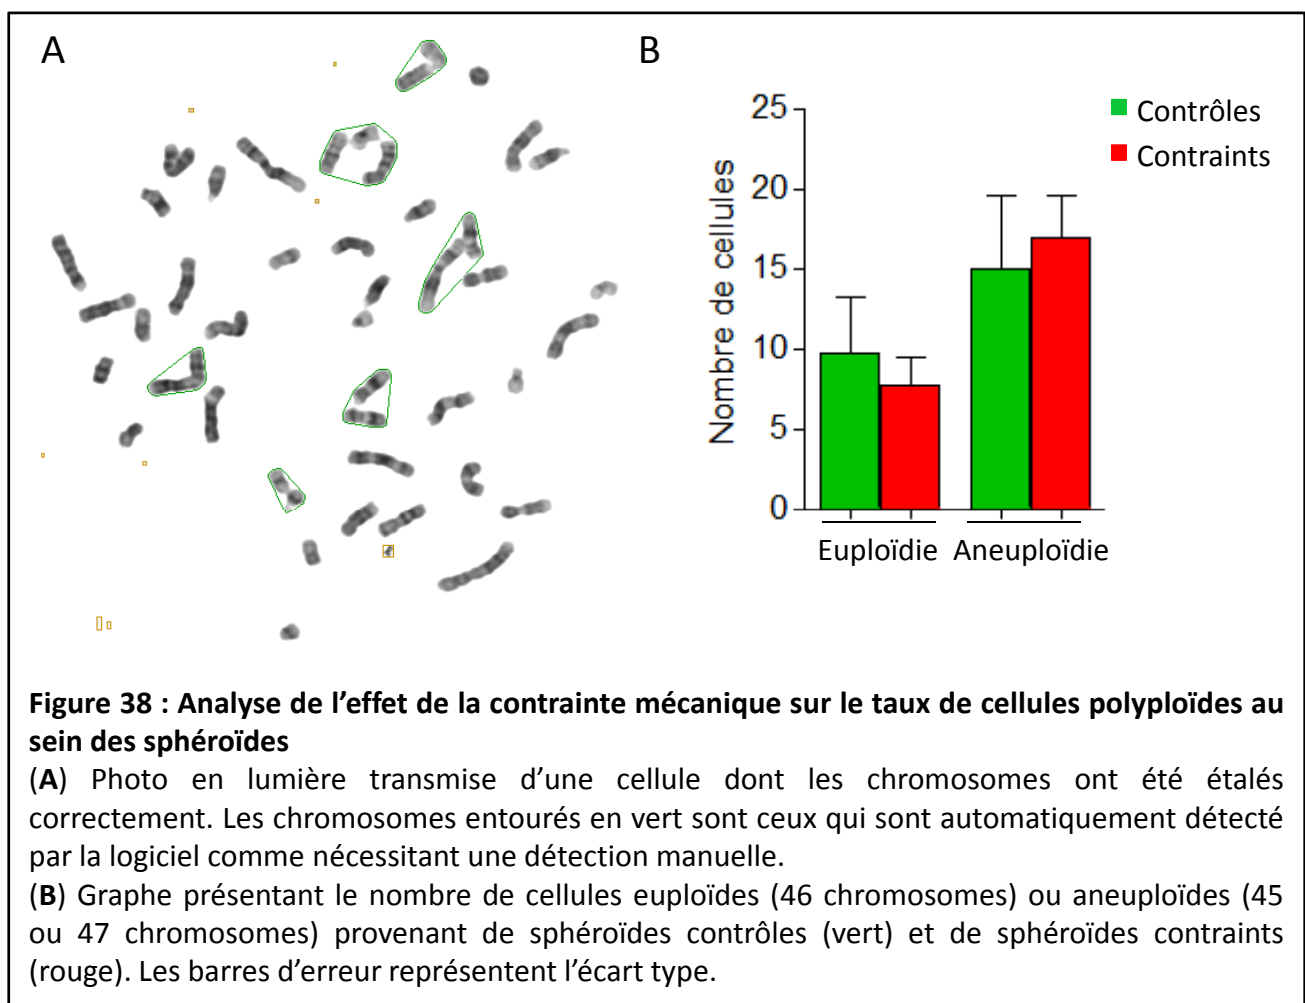 A
B
25
20
15
10
5
0
Nombre de cellules
Contrôles
Contraints
Euploïdie Aneuploïdie
Figure 38 : Analyse de l'effet de la contrainte mécanique sur le taux de cellules polyploïdes au
sein des sphéroïdes
(A) Photo en lumière transmise d'une cellule dont les chromosomes ont été étalés
correctement. Les chromosomes entourés en vert sont ceux qui sont automatiquement détecté
par la logiciel comme nécessitant une détection manuelle.
(B) Graphe présentant le nombre de cellules euploïdes (46 chromosomes) ou aneuploïdes (45
ou 47 chromosomes) provenant de sphéroïdes contrôles (vert) et de sphéroïdes contraints
(rouge). Les barres d'erreur représentent l'écart type.